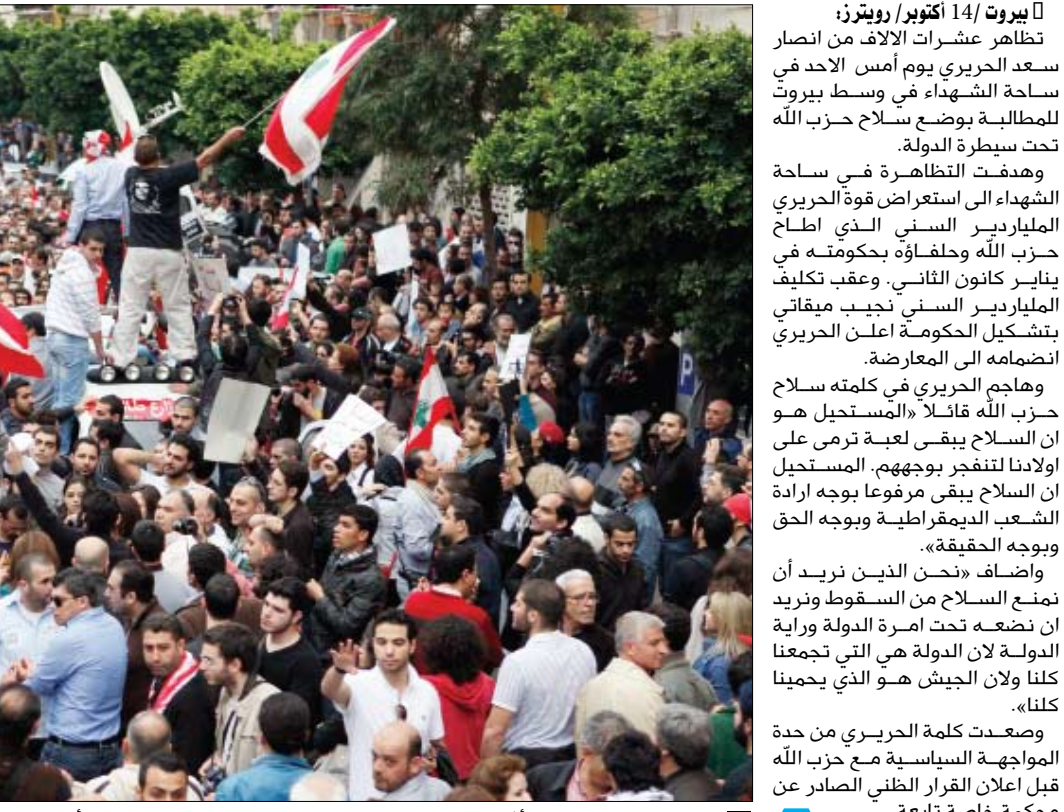 بيروت /14 أكتوبر/ رويترز:
تظاهر عشرات الالاف من انصار
سعد الحريري يوم أمس الاحد في
ساحة الشهداء في وسط بيروت
للمطالبة بوضع سلاح حزب الله
تحت سيطرة الدولة.
وهدفت التظاهرة في ساحة
الشهداء الى استعراض قوة الحريري
الملياردير السني الذي اطاح
حزب الله وحلفاؤه بحكومته في
يناير كانون الثاني. وعقب تكليف
الملياردير السني نجيب ميقاتي
بتشكيل الحكومة اعلن الحريري
انضمامه الى المعارضة.
وهاجم الحريري في كلمته سلاح
حزب الله قائلا «المستحيل هو
ان السلاح يبقى لعبة ترمى على
اولادنا لتنفجر بوجههم. المستحيل
ان السلاح يبقى مرفوعا بوجه ارادة
الشعب الديمقراطية وبوجه الحق
وبوجه الحقيقة».
واضاف «نحن الذين نريد أن
نمنع السلاح من السقوط ونريد
ان نضعه تحت امرة الدولة وراية
الدولة لان الدولة هي التي تجمعنا
كلنا ولان الجيش هو الذي يحمينا
كلنا».
وصعدت كلمة الحريري من حدة
المواجهة السياسية مع حزب الله
قبل اعلان القرار الظني الصادر عن
P